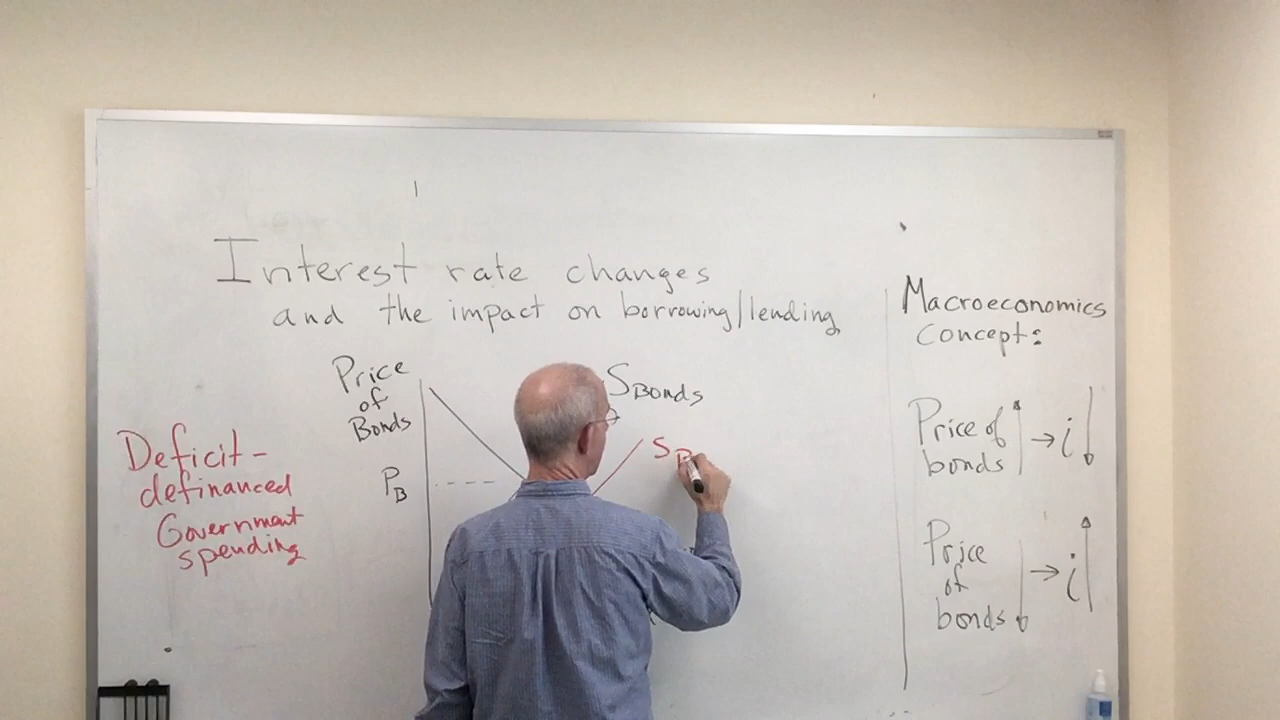 Interest rate changes
and the impact on borrowing/lending
Price
of
Bonds
PB
SBonds
SB
Deficit-
definanced
Government
spending
Macroeconomics
concept:
Price of
bonds → i
Price
of
bonds → i